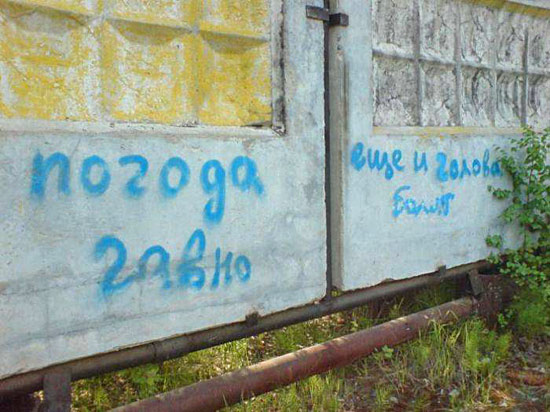 погода
гавно
еще и голова
болит